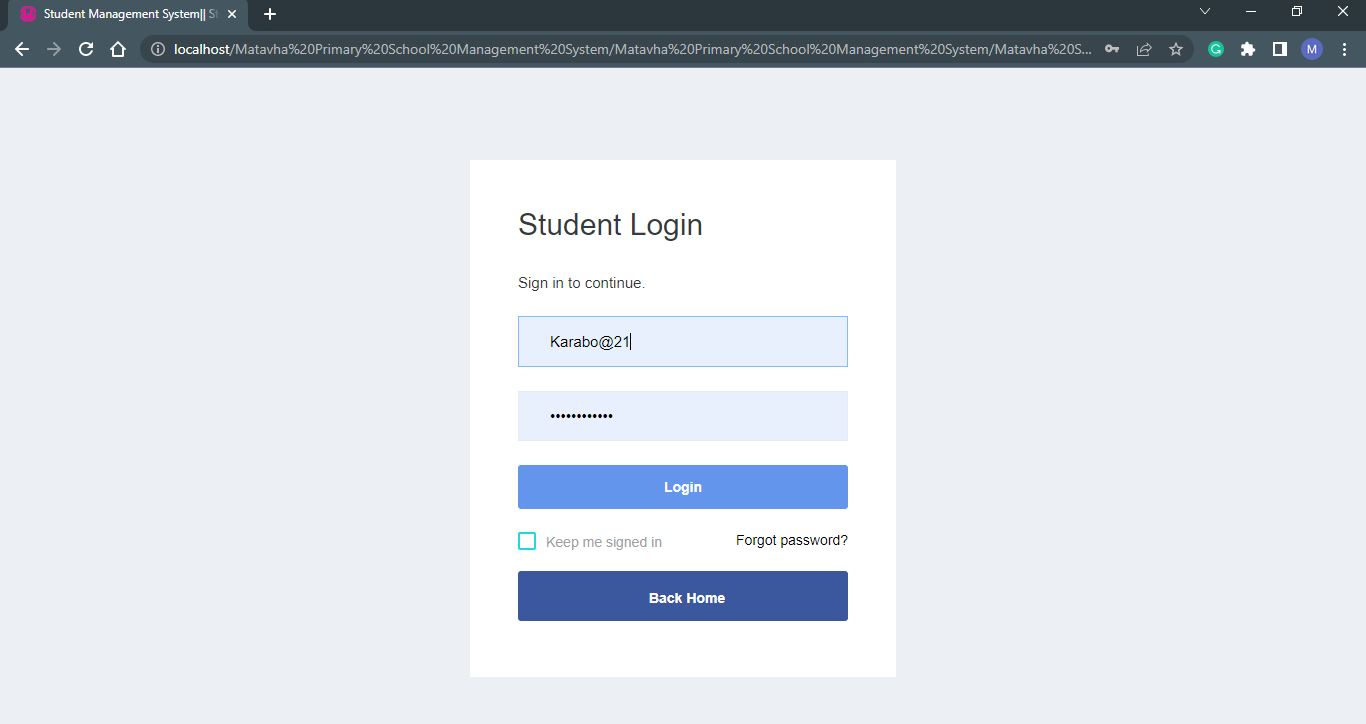 Student Management System|| S
localhost/Matavha%20Primary%20School%20Management%20System/Matavha%20Primary%20School%20Management%20System/Matavha%20S...
G
M
Student Login
Sign in to continue.
Karabo@21
••••••••••••
Login
Keep me signed in Forgot password?
Back Home